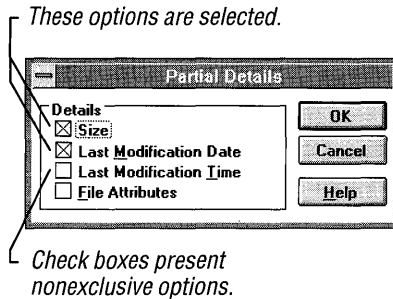 These options are selected.
Partial Details
Details
Size
Last Modification Date
Last Modification Time
File Attributes
OK
Cancel
Help
Check boxes present
nonexclusive options.